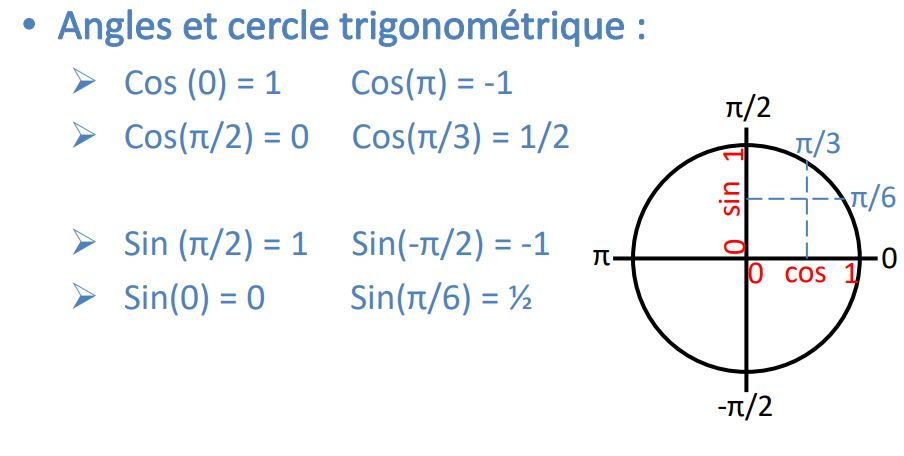 • Angles et cercle trigonométrique :
➢ Cos (0) = 1 Cos(π) = -1
➢ Cos(π/2) = 0 Cos(π/3) = 1/2
➢ Sin (π/2) = 1 Sin(-π/2) = -1
➢ Sin(0) = 0 Sin(π/6) = ½
π/2
π/3
π/6
0 sin 1
π
0
0 cos 1
-π/2